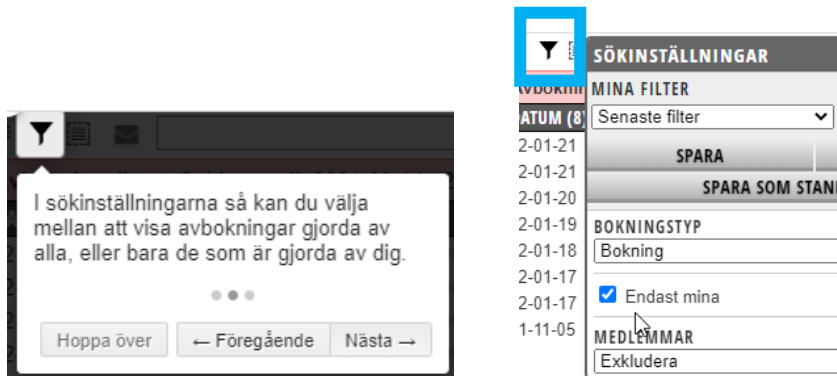 I sökinställningarna så kan du välja
mellan att visa avbokningar gjorda av
alla, eller bara de som är gjorda av dig.
Hoppa över
← Föregående
Nästa →
SÖKINSTÄLLNINGAR
MINA FILTER
ATUM (8)
Senaste filter
2-01-21
SPARA
2-01-21
SPARA SOM STAN
2-01-20
2-01-19
BOKNINGSTYP
2-01-18
Bokning
2-01-17
2-01-17
Endast mina
1-11-05
MEDLEMMAR
Exkludera